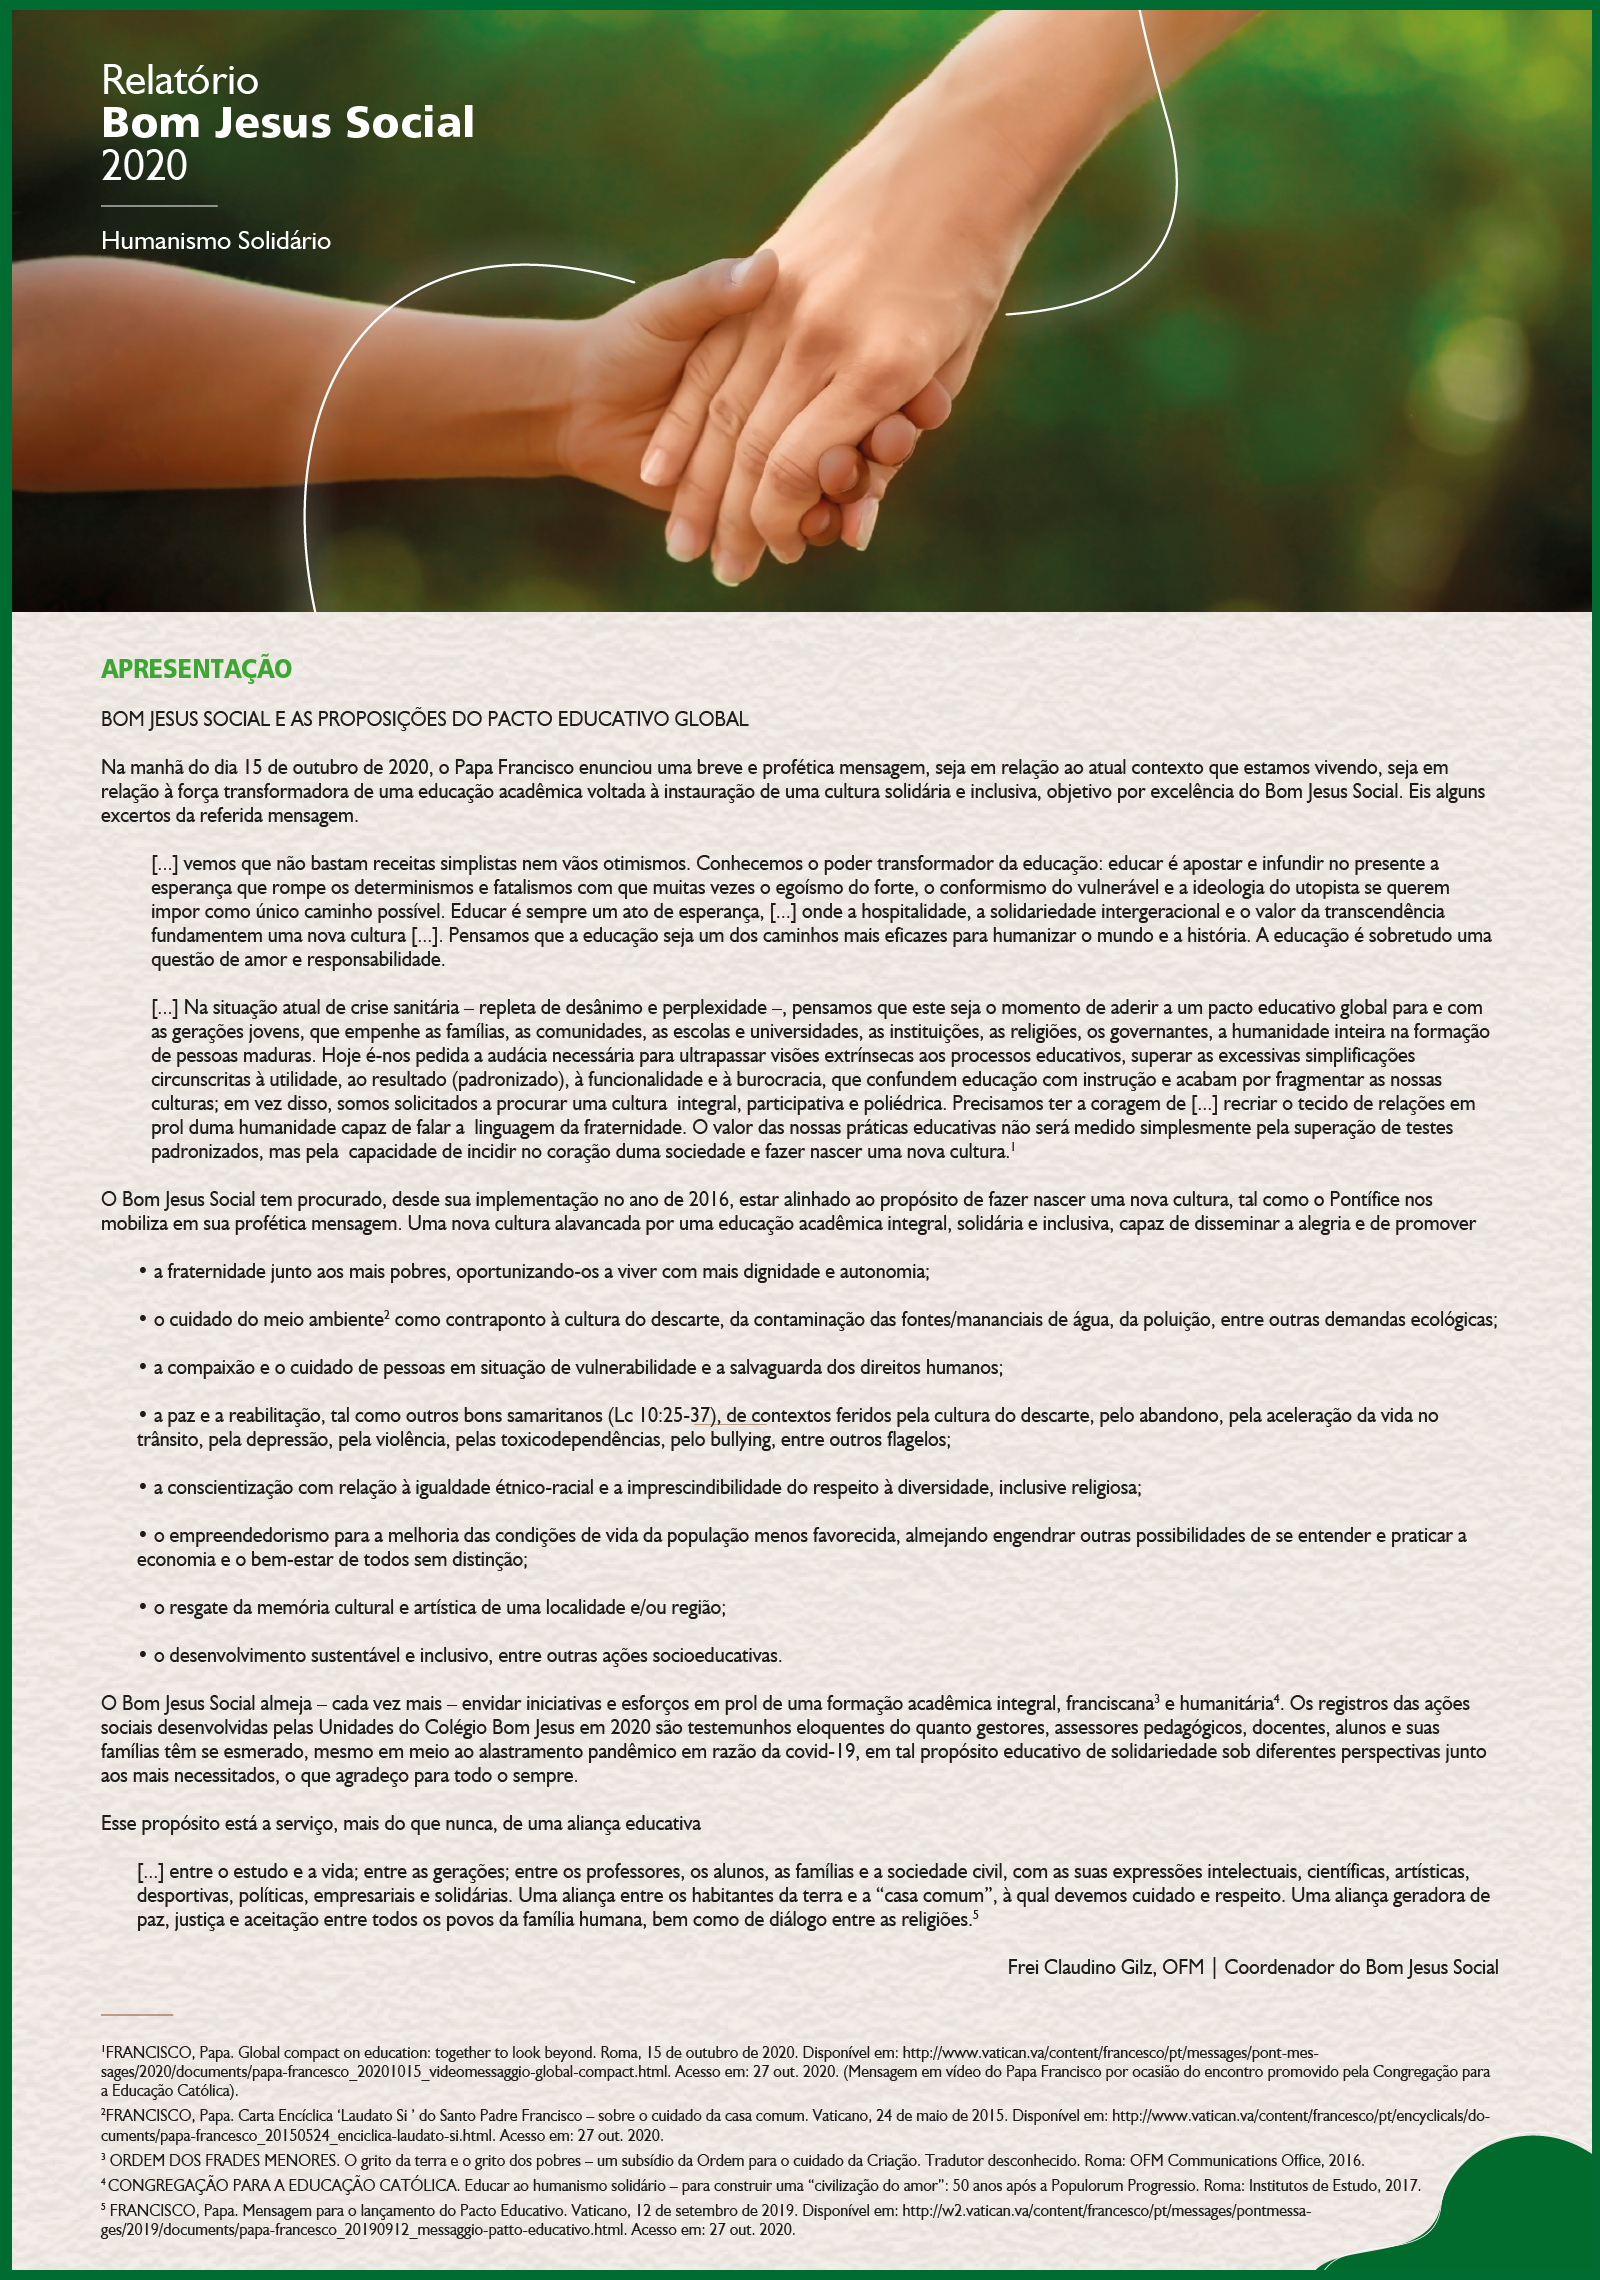 Relatório
Bom Jesus Social
2020
Humanismo Solidário
APRESENTAÇÃO
BOM JESUS SOCIAL E AS PROPOSIÇÕES DO PACTO EDUCATIVO GLOBAL
Na manhã do dia 15 de outubro de 2020, o Papa Francisco enunciou uma breve e profética mensagem, seja em relação ao atual contexto que estamos vivendo, seja em
relação à força transformadora de uma educação acadêmica voltada à instauração de uma cultura solidária e inclusiva, objetivo por excelência do Bom Jesus Social. Eis alguns
excertos da referida mensagem.
[...] vemos que não bastam receitas simplistas nem vãos otimismos. Conhecemos o poder transformador da educação: educar é apostar e infundir no presente a
esperança que rompe os determinismos e fatalismos com que muitas vezes o egoísmo do forte, o conformismo do vulnerável e a ideologia do utopista se querem
impor como único caminho possível. Educar é sempre um ato de esperança, [...] onde a hospitalidade, a solidariedade intergeracional e o valor da transcendência
fundamentem uma nova cultura [...]. Pensamos que a educação seja um dos caminhos mais eficazes para humanizar o mundo e a história. A educação é sobretudo uma
questão de amor e responsabilidade.
[...] Na situação atual de crise sanitária – repleta de desânimo e perplexidade –, pensamos que este seja o momento de aderir a um pacto educativo global para e com
as gerações jovens, que empenhe as famílias, as comunidades, as escolas e universidades, as instituições, as religiões, os governantes, a humanidade inteira na formação
de pessoas maduras. Hoje é-nos pedida a audácia necessária para ultrapassar visões extrínsecas aos processos educativos, superar as excessivas simplificações
circunscritas à utilidade, ao resultado (padronizado), à funcionalidade e à burocracia, que confundem educação com instrução e acabam por fragmentar as nossas
culturas; em vez disso, somos solicitados a procurar uma cultura  integral, participativa e poliédrica. Precisamos ter a coragem de [...] recriar o tecido de relações em
prol duma humanidade capaz de falar a  linguagem da fraternidade. O valor das nossas práticas educativas não será medido simplesmente pela superação de testes
padronizados, mas pela  capacidade de incidir no coração duma sociedade e fazer nascer uma nova cultura.¹
O Bom Jesus Social tem procurado, desde sua implementação no ano de 2016, estar alinhado ao propósito de fazer nascer uma nova cultura, tal como o Pontífice nos
mobiliza em sua profética mensagem. Uma nova cultura alavancada por uma educação acadêmica integral, solidária e inclusiva, capaz de disseminar a alegria e de promover
• a fraternidade junto aos mais pobres, oportunizando-os a viver com mais dignidade e autonomia;
• o cuidado do meio ambiente² como contraponto à cultura do descarte, da contaminação das fontes/mananciais de água, da poluição, entre outras demandas ecológicas;
• a compaixão e o cuidado de pessoas em situação de vulnerabilidade e a salvaguarda dos direitos humanos;
• a paz e a reabilitação, tal como outros bons samaritanos (Lc 10:25-37), de contextos feridos pela cultura do descarte, pelo abandono, pela aceleração da vida no
trânsito, pela depressão, pela violência, pelas toxicodependências, pelo bullying, entre outros flagelos;
• a conscientização com relação à igualdade étnico-racial e a imprescindibilidade do respeito à diversidade, inclusive religiosa;
• o empreendedorismo para a melhoria das condições de vida da população menos favorecida, almejando engendrar outras possibilidades de se entender e praticar a
economia e o bem-estar de todos sem distinção;
• o resgate da memória cultural e artística de uma localidade e/ou região;
• o desenvolvimento sustentável e inclusivo, entre outras ações socioeducativas.
O Bom Jesus Social almeja – cada vez mais – envidar iniciativas e esforços em prol de uma formação acadêmica integral, franciscana³ e humanitária⁴. Os registros das ações
sociais desenvolvidas pelas Unidades do Colégio Bom Jesus em 2020 são testemunhos eloquentes do quanto gestores, assessores pedagógicos, docentes, alunos e suas
famílias têm se esmerado, mesmo em meio ao alastramento pandêmico em razão da covid-19, em tal propósito educativo de solidariedade sob diferentes perspectivas junto
aos mais necessitados, o que agradeço para todo o sempre.
Esse propósito está a serviço, mais do que nunca, de uma aliança educativa
[...] entre o estudo e a vida; entre as gerações; entre os professores, os alunos, as famílias e a sociedade civil, com as suas expressões intelectuais, científicas, artísticas,
desportivas, políticas, empresariais e solidárias. Uma aliança entre os habitantes da terra e a “casa comum”, à qual devemos cuidado e respeito. Uma aliança geradora de
paz, justiça e aceitação entre todos os povos da família humana, bem como de diálogo entre as religiões.⁵
Frei Claudino Gilz, OFM | Coordenador do Bom Jesus Social
¹FRANCISCO, Papa. Global compact on education: together to look beyond. Roma, 15 de outubro de 2020. Disponível em: http://www.vatican.va/content/francesco/pt/messages/pont-mes-
sages/2020/documents/papa-francesco_20201015_videomessaggio-global-compact.html. Acesso em: 27 out. 2020. (Mensagem em vídeo do Papa Francisco por ocasião do encontro promovido pela Congregação para
a Educação Católica).
²FRANCISCO, Papa. Carta Encíclica ‘Laudato Si ’ do Santo Padre Francisco – sobre o cuidado da casa comum. Vaticano, 24 de maio de 2015. Disponível em: http://www.vatican.va/content/francesco/pt/encyclicals/do-
cuments/papa-francesco_20150524_enciclica-laudato-si.html. Acesso em: 27 out. 2020.
³ ORDEM DOS FRADES MENORES. O grito da terra e o grito dos pobres – um subsídio da Ordem para o cuidado da Criação. Tradutor desconhecido. Roma: OFM Communications Office, 2016.
⁴ CONGREGAÇÃO PARA A EDUCAÇÃO CATÓLICA. Educar ao humanismo solidário – para construir uma “civilização do amor”: 50 anos após a Populorum Progressio. Roma: Institutos de Estudo, 2017.
⁵ FRANCISCO, Papa. Mensagem para o lançamento do Pacto Educativo. Vaticano, 12 de setembro de 2019. Disponível em: http://w2.vatican.va/content/francesco/pt/messages/pontmessa-
ges/2019/documents/papa-francesco_20190912_messaggio-patto-educativo.html. Acesso em: 27 out. 2020.